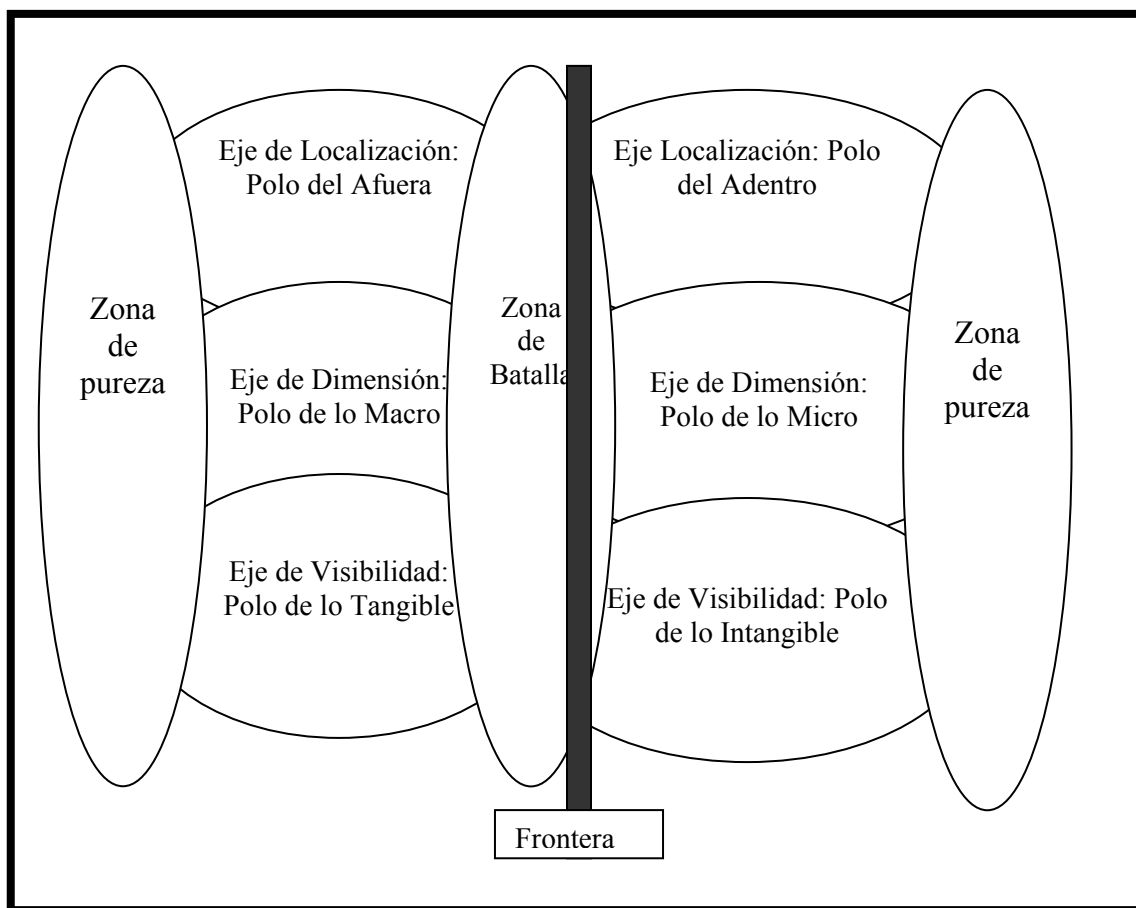 Eje de Localización:
Polo del Afuera
Eje Localización: Polo
del Adentro
Zona
de
pureza
Zona
de
Batalla
Zona
de
pureza
Eje de Dimensión:
Polo de lo Macro
Eje de Dimensión:
Polo de lo Micro
Eje de Visibilidad:
Polo de lo Tangible
Eje de Visibilidad: Polo
de lo Intangible
Frontera